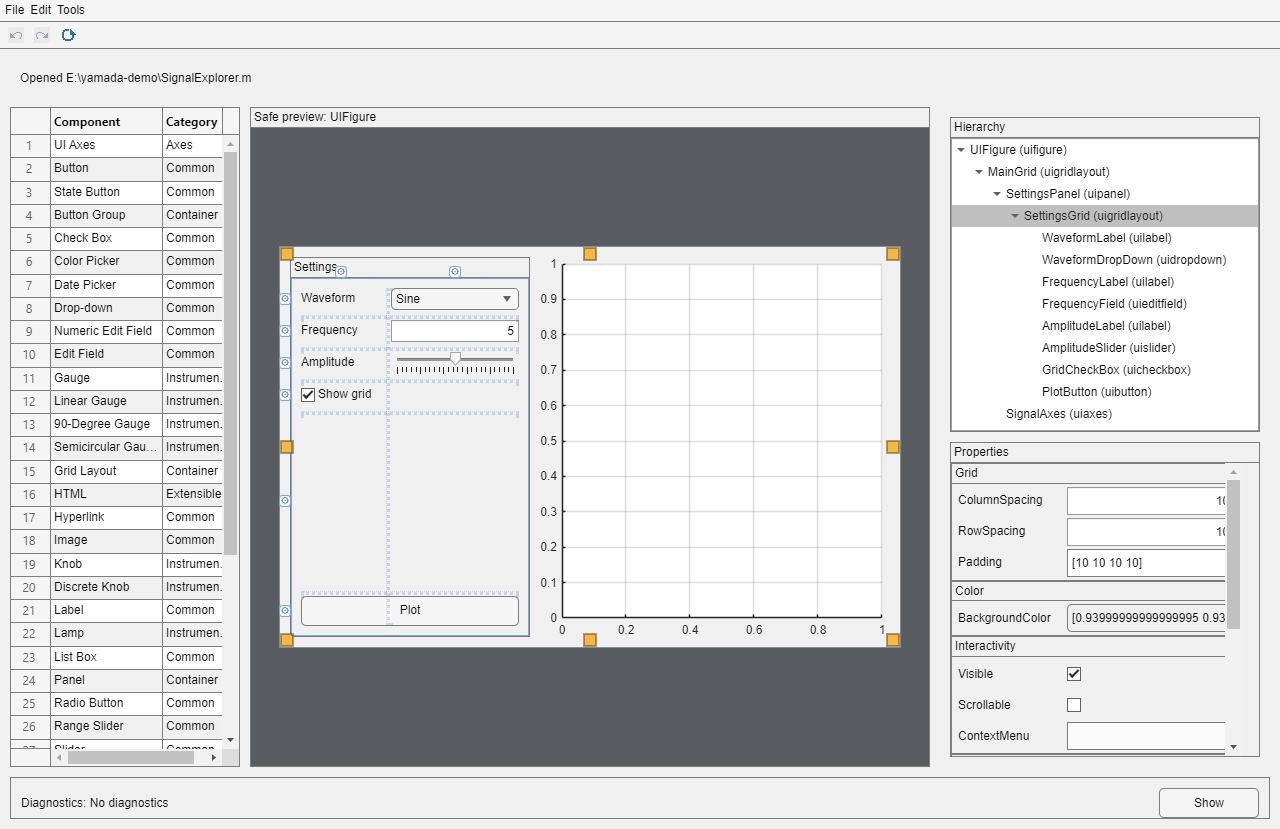 File Edit Tools
Opened E:\yamada-demo\SignalExplorer.m
Component Category
1 UI Axes Axes
2 Button Common
3 State Button Common
4 Button Group Container
5 Check Box Common
6 Color Picker Common
7 Date Picker Common
8 Drop-down Common
9 Numeric Edit Field Common
10 Edit Field Common
11 Gauge Instrumen.
12 Linear Gauge Instrumen.
13 90-Degree Gauge Instrumen.
14 Semicircular Gau... Instrumen.
15 Grid Layout Container
16 HTML Extensible
17 Hyperlink Common
18 Image Common
19 Knob Instrumen.
20 Discrete Knob Instrumen.
21 Label Common
22 Lamp Instrumen.
23 List Box Common
24 Panel Container
25 Radio Button Common
26 Range Slider Common
27 Slider Common
Safe preview: UIFigure
Settings
Waveform Sine
Frequency 5
Amplitude
Show grid
Plot
1
0.9
0.8
0.7
0.6
0.5
0.4
0.3
0.2
0.1
0
0 0.2 0.4 0.6 0.8 1
Hierarchy
UIFigure (uifigure)
MainGrid (uigridlayout)
SettingsPanel (uipanel)
SettingsGrid (uigridlayout)
WaveformLabel (uilabel)
WaveformDropDown (uidropdown)
FrequencyLabel (uilabel)
FrequencyField (uieditfield)
AmplitudeLabel (uilabel)
AmplitudeSlider (uislider)
GridCheckBox (uicheckbox)
PlotButton (uibutton)
SignalAxes (uiaxes)
Properties
Grid
ColumnSpacing 10
RowSpacing 10
Padding [10 10 10 10]
Color
BackgroundColor [0.93999999999999995 0.93
Interactivity
Visible
Scrollable
ContextMenu
Diagnostics: No diagnostics
Show